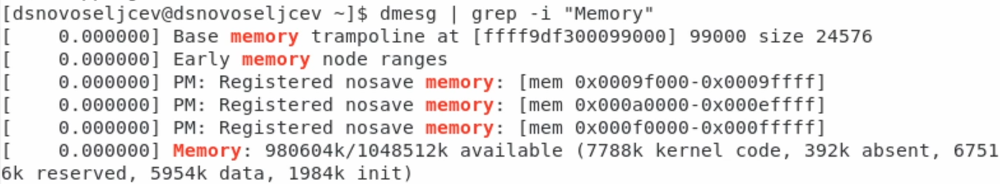 [dsnovoseljcev@dsnovoseljcev ~]$ dmesg | grep -i "Memory"
[    0.000000] Base memory trampoline at [ffff9df300099000] 99000 size 24576
[    0.000000] Early memory node ranges
[    0.000000] PM: Registered nosave memory: [mem 0x0009f000-0x0009ffff]
[    0.000000] PM: Registered nosave memory: [mem 0x000a0000-0x000effff]
[    0.000000] PM: Registered nosave memory: [mem 0x000f0000-0x000fffff]
[    0.000000] Memory: 980604k/1048512k available (7788k kernel code, 392k absent, 6751
6k reserved, 5954k data, 1984k init)